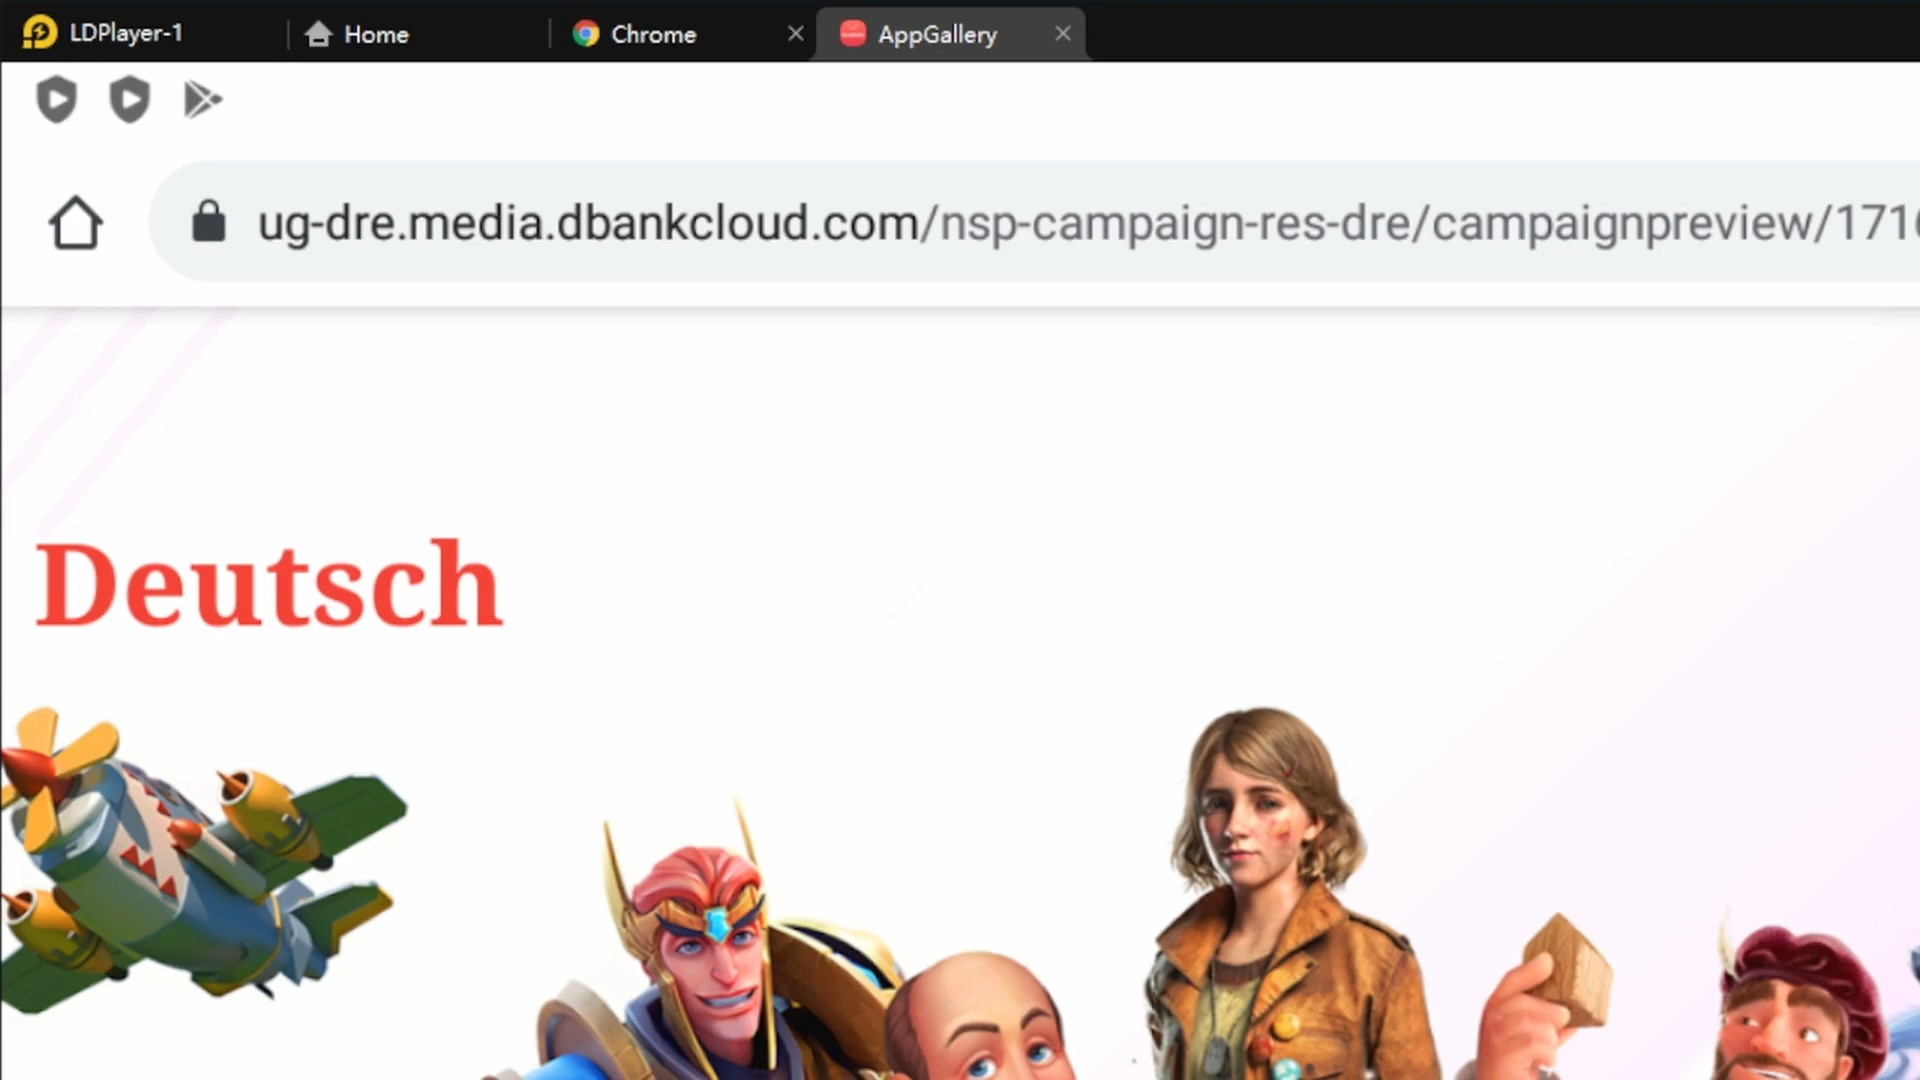 LDPlayer-1
Home
Chrome
AppGallery
ug-dre.media.dbankcloud.com/nsp-campaign-res-dre/campaignpreview/171
Deutsch